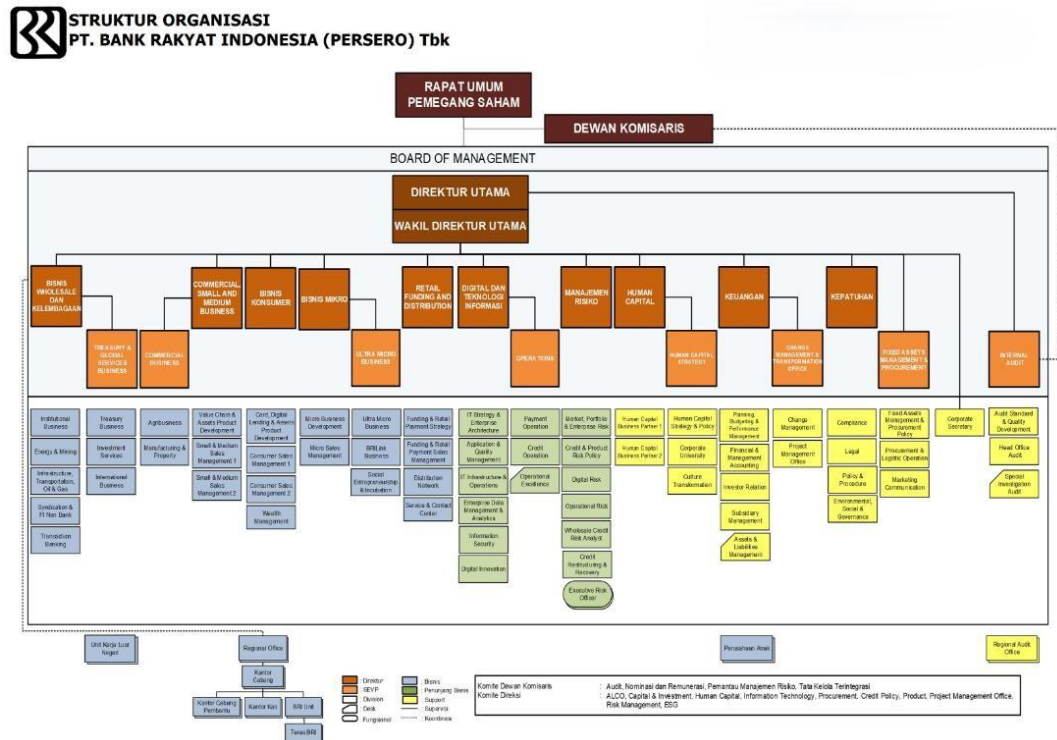 STRUKTUR ORGANISASI
PT. BANK RAKYAT INDONESIA (PERSERO) Tbk
RAPAT UMUM
PEMEGANG SAHAM
DEWAN KOMISARIS
BOARD OF MANAGEMENT
DIREKTUR UTAMA
WAKIL DIREKTUR UTAMA
BISNIS
WHOLESALE DAN
KELEMBAGAAN
COMMERCIAL,
SMALL AND
MEDIUM
BUSINESS
BISNIS
KONSUMER
BISNIS MIKRO
RETAIL
FUNDING AND
DISTRIBUTION
DIGITAL DAN
TEKNOLOGI
INFORMASI
MANAJEMEN
RISIKO
HUMAN
CAPITAL
KEUANGAN
KEPATUHAN
TREASURY &
GLOBAL
SERVICES
BUSINESS
COMMERCIAL
BUSINESS
ULTRA MICRO
BUSINESS
OPERATIONS
HUMAN CAPITAL
STRATEGY
CHANGE
MANAGEMENT &
TRANSFORMATION
OFFICE
FIXED ASSETS
MANAGEMENT &
PROCUREMENT
INTERNAL
AUDIT
Institutional
Business
Energy & Mining
Infrastructure,
Transportation,
Oil & Gas
Syndication &
FI Non Bank
Transaction
Banking
Treasury
Business
Investment
Services
International
Business
Agribusiness
Manufacturing &
Property
Value Chain &
Assets Product
Development
Small & Medium
Sales
Management 1
Small & Medium
Sales
Management 2
Card, Digital
Lending & Assets
Product
Development
Consumer Sales
Management 1
Consumer Sales
Management 2
Wealth
Management
Micro Business
Development
Micro Sales
Management
Ultra Micro
Business
BRILink
Social
Entrepreneurship
& Incubation
Funding & Retail
Payment Strategy
Funding & Retail
Payment Sales
Management
Distribution
Network
Service & Contact
Center
IT Strategy &
Enterprise
Architecture
Application &
Quality
Management
IT Infrastructure &
Operations
Enterprise Data
Management &
Analytics
Information
Security
Digital Innovation
Payment
Operation
Credit
Operation
Operational
Excellence
Market, Portfolio
& Enterprise Risk
Credit & Product
Risk Policy
Digital Risk
Operational Risk
Wholesale Credit
Risk Analyst
Credit
Restructuring &
Recovery
Executive Risk
Officer
Human Capital
Business Partner 1
Human Capital
Business Partner 2
Human Capital
Strategy & Policy
Corporate
University
Culture
Transformation
Planning,
Budgeting &
Performance
Management
Financial &
Management
Accounting
Investor Relation
Subsidiary
Management
Assets &
Liabilities
Management
Change
Management
Project
Management
Office
Compliance
Legal
Policy &
Procedure
Environmental,
Social &
Governance
Fixed Assets
Management &
Procurement
Policy
Procurement &
Logistic Operation
Marketing
Communication
Corporate
Secretary
Audit Standard
& Quality
Development
Head Office
Audit
Special
Investigation
Audit
Unit Kerja Luar
Negeri
Regional Office
Perusahaan Anak
Regional Audit
Office
Kantor
Cabang
Kantor Cabang
Pembantu
Kantor Kas
BRI Unit
Teras BRI
: Direktur
: SEVP
: Division
: Desk
: Fungsional
: Bisnis
: Penunjang Bisnis
: Support
: Supervisi
: Koordinasi
Komite Dewan Komisaris : Audit, Nominasi dan Remunerasi, Pemantau Manajemen Risiko, Tata Kelola Terintegrasi
Komite Direksi : ALCO, Capital & Investment, Human Capital, Information Technology, Procurement, Credit Policy, Product, Project Management Office,
Risk Management, ESG